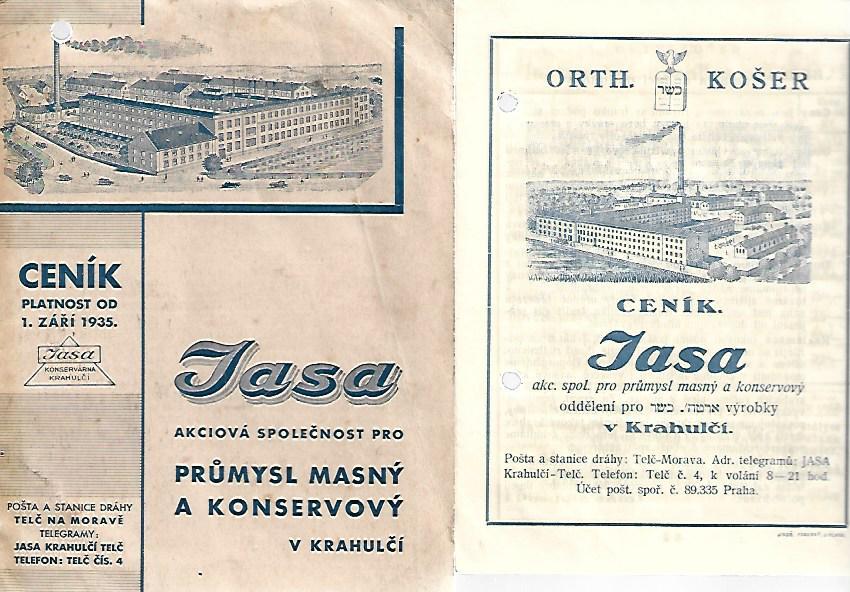 CENÍK
PLATNOST OD
1. ZÁŘÍ 1935.
Jasa
KONSERVÁRNA
KRAHULČÍ
POŠTA A STANICE DRÁHY
TELČ NA MORAVĚ
TELEGRAMY:
JASA KRAHULČÍ TELČ
TELEFON: TELČ ČÍS. 4
Jasa
AKCIOVÁ SPOLEČNOST PRO
PRŮMYSL MASNÝ
A KONSERVOVÝ
V KRAHULČÍ
ORTH. כשר KOŠER
CENÍK.
Jasa
akc. spol. pro průmysl masný a konservový
oddělení pro כשר .'ארטה výrobky
v Krahulčí.
Pošta a stanice dráhy: Telč-Morava. Adr. telegramů: JASA
Krahulčí-Telč. Telefon: Telč č. 4, k volání 8—21 hod.
Účet pošt. spoř. č. 89.335 Praha.